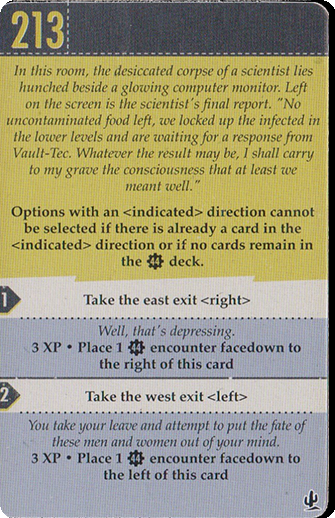 213
In this room, the desiccated corpse of a scientist lies
hunched beside a glowing computer monitor. Left
on the screen is the scientist's final report. "No
uncontaminated food left, we locked up the infected in
the lower levels and are waiting for a response from
Vault-Tec. Whatever the result may be, I shall carry
to my grave the consciousness that at least we
meant well."
Options with an <indicated> direction cannot
be selected if there is already a card in the
<indicated> direction or if no cards remain in
the 44 deck.
1 Take the east exit <right>
Well, that's depressing.
3 XP • Place 1 44 encounter facedown to
the right of this card
2 Take the west exit <left>
You take your leave and attempt to put the fate of
these men and women out of your mind.
3 XP • Place 1 44 encounter facedown to
the left of this card